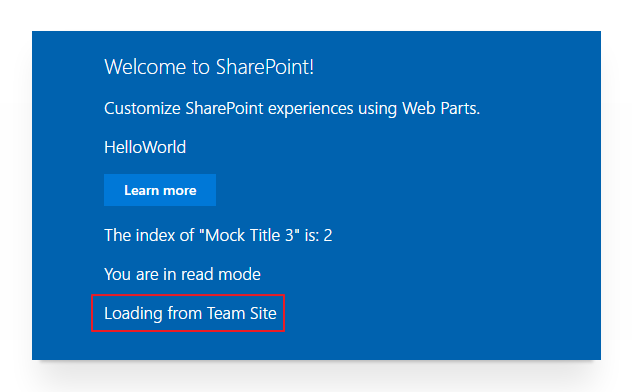 Welcome to SharePoint!
Customize SharePoint experiences using Web Parts.
HelloWorld
Learn more
The index of "Mock Title 3" is: 2
You are in read mode
Loading from Team Site